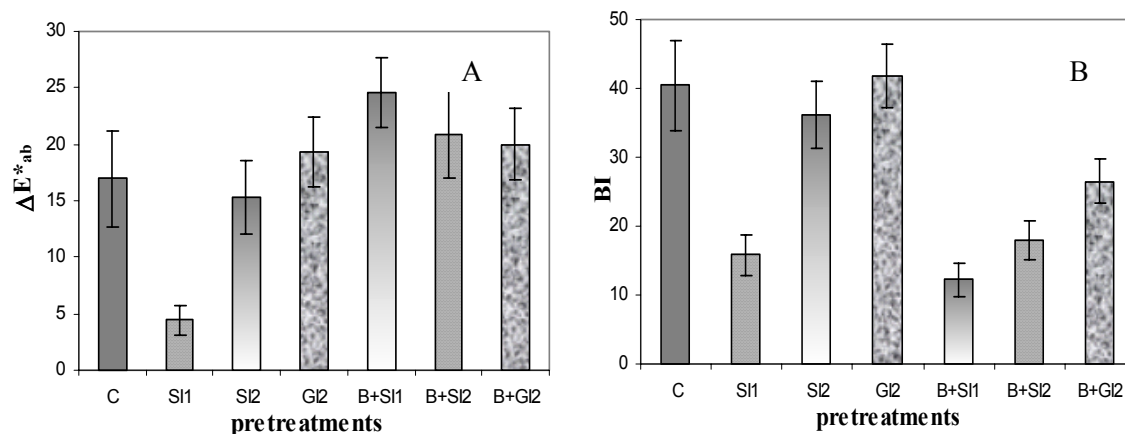 30
25
20
15
10
5
0
ΔE*ab
A
C SI1 SI2 GI2 B+SI1 B+SI2 B+GI2
pretreatments
50
40
30
20
10
0
BI
B
C SI1 SI2 GI2 B+SI1 B+SI2 B+GI2
pretreatments